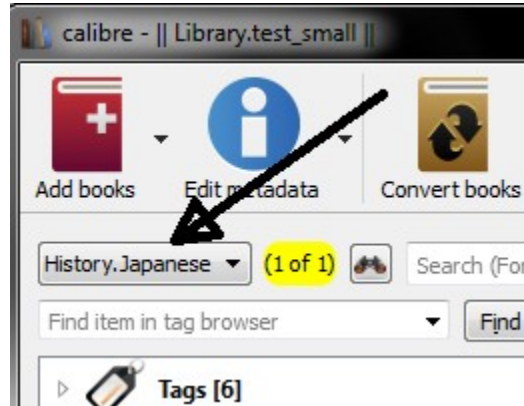 calibre - || Library.test_small ||
Add books Edit metadata Convert books
History.Japanese (1 of 1) Search (For
Find item in tag browser Find
Tags [6]